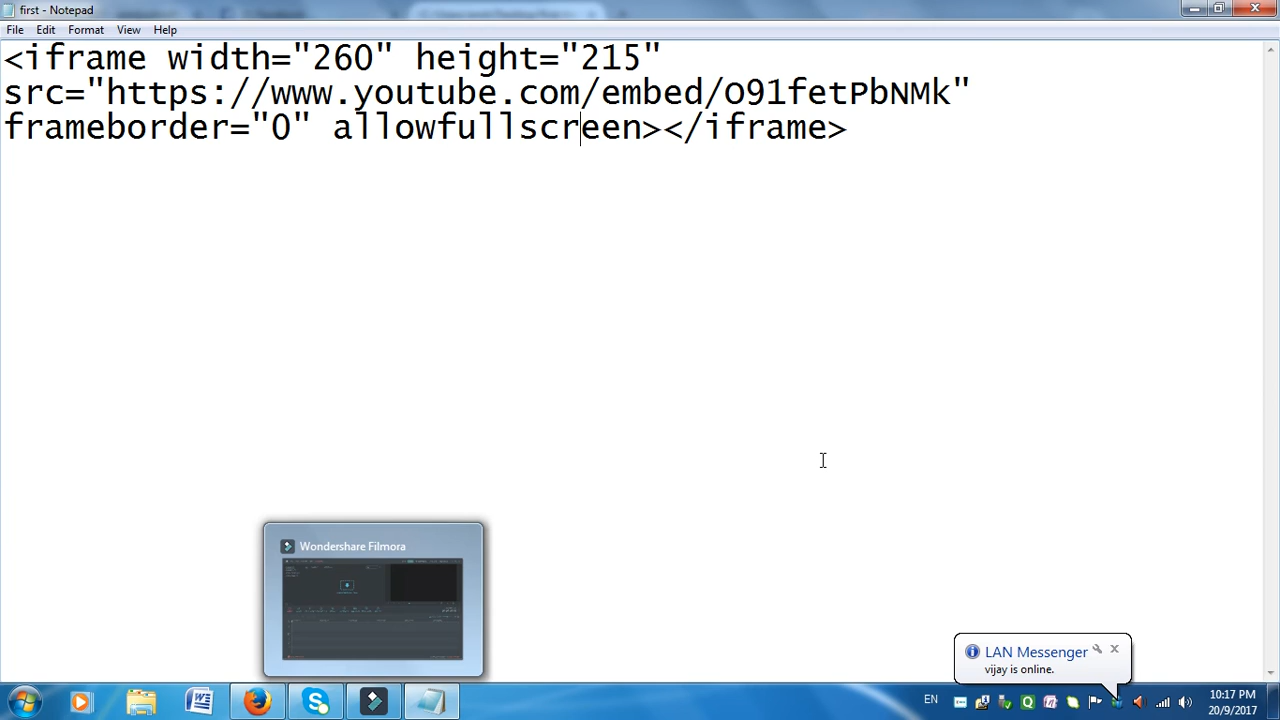 first - Notepad
File Edit Format View Help
<iframe width="260" height="215"
src="https://www.youtube.com/embed/O91fetPbNMk"
frameborder="0" allowfullscreen></iframe>
Wondershare Filmora
LAN Messenger
vijay is online.
EN
10:17 PM
20/9/2017